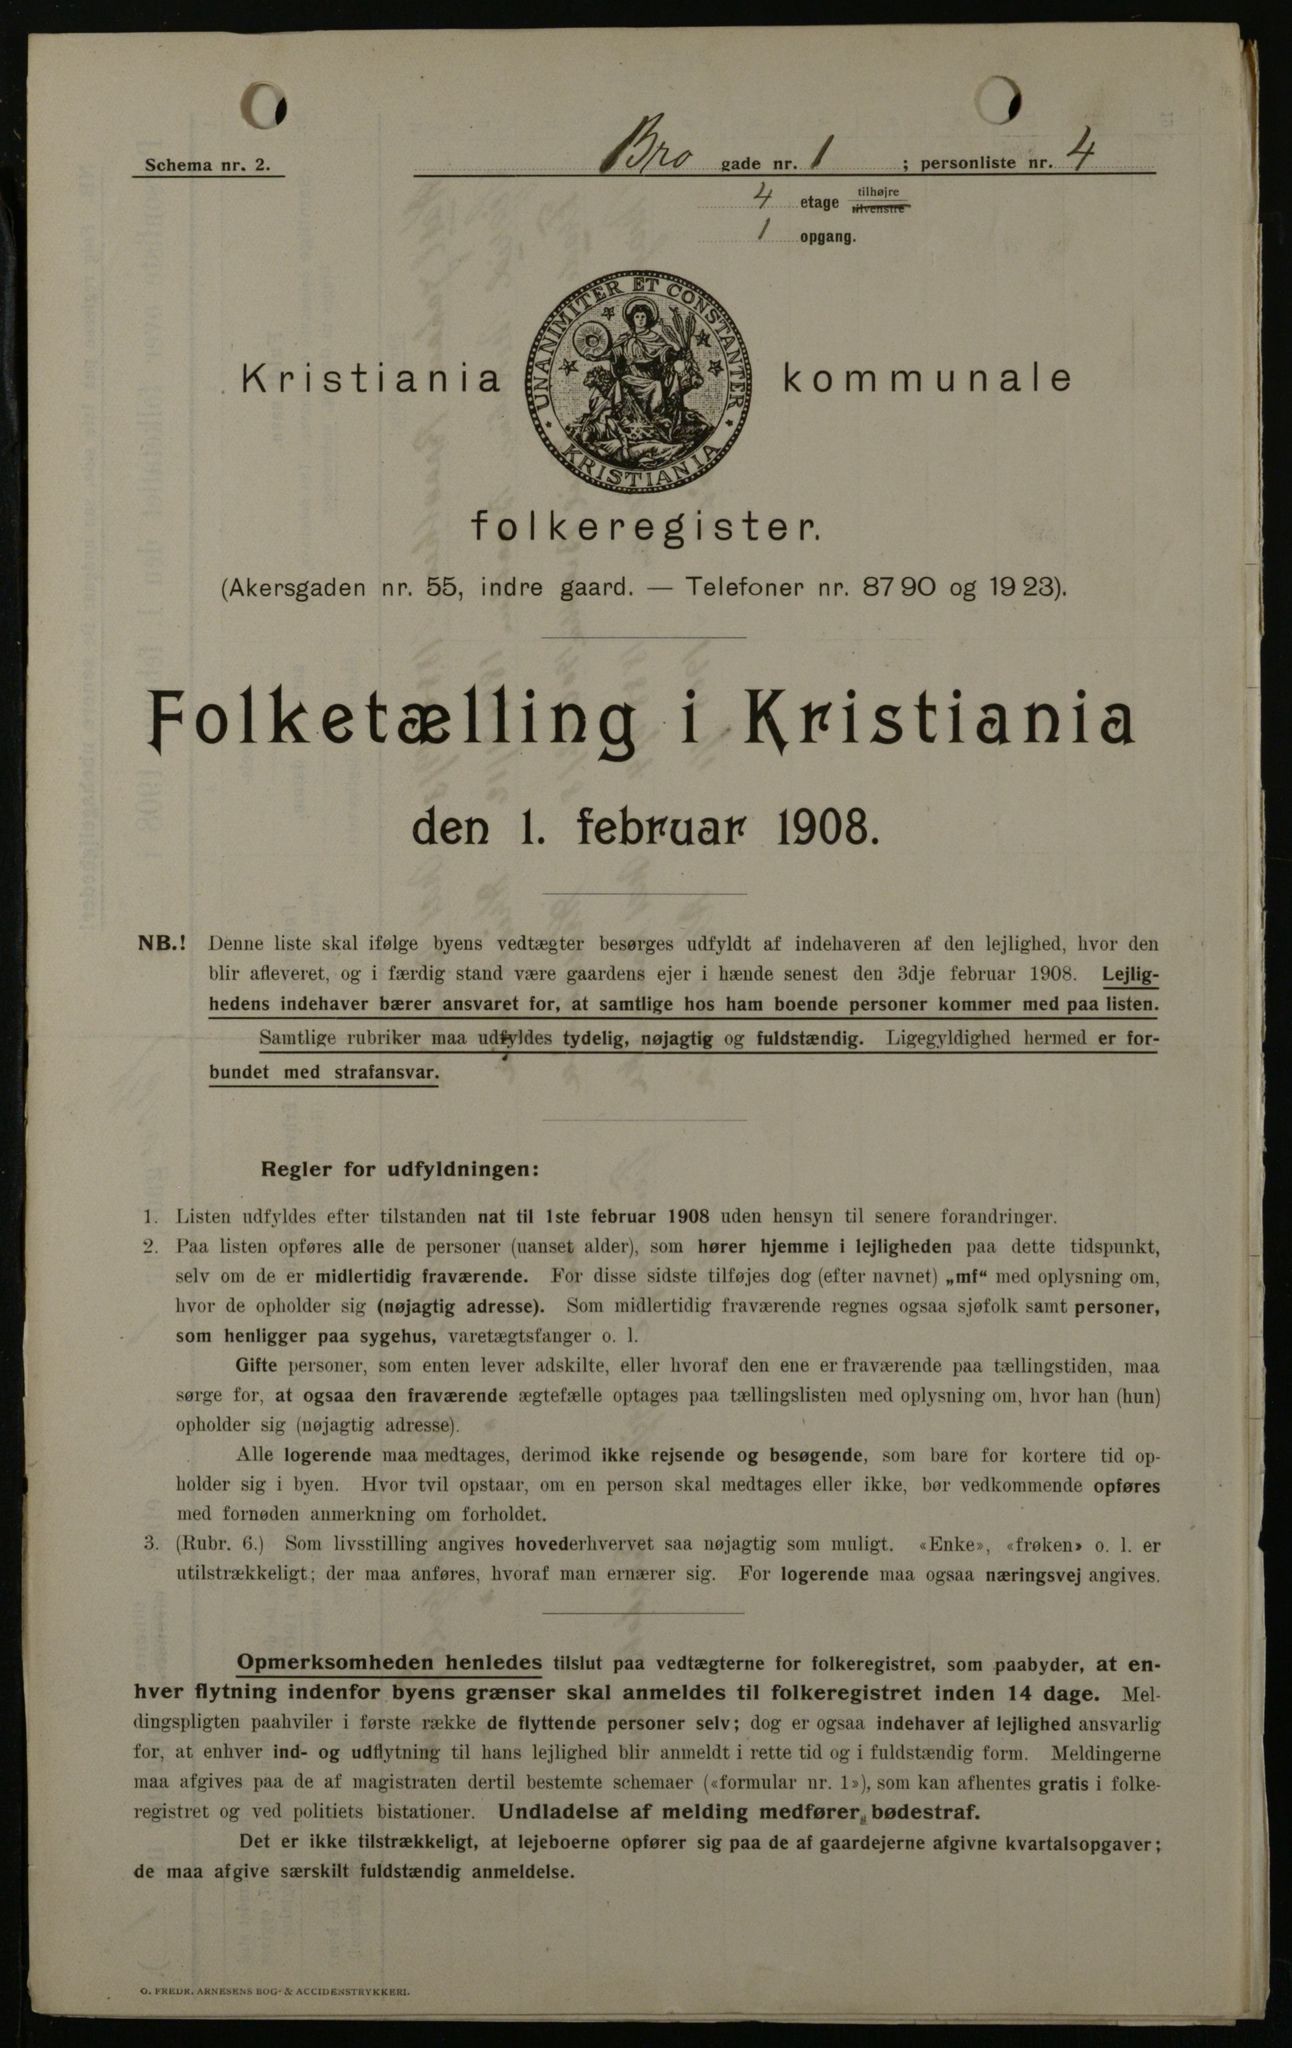 Schema nr. 2.
Bro gade nr. 1 ; personliste nr. 4
4 etage tilhøjre
tilvenstre
1 opgang.
UNANIMITER ET CONSTANTER
KRISTIANIA
Kristiania kommunale
folkeregister.
(Akersgaden nr. 55, indre gaard. — Telefoner nr. 87 90 og 19 23).
Folketælling i Kristiania
den 1. februar 1908.
NB.! Denne liste skal ifølge byens vedtægter besørges udfyldt af indehaveren af den lejlighed, hvor den
blir afleveret, og i færdig stand være gaardens ejer i hænde senest den 3dje februar 1908. Lejlig-
hedens indehaver bærer ansvaret for, at samtlige hos ham boende personer kommer med paa listen.
Samtlige rubriker maa udfyldes tydelig, nøjagtig og fuldstændig. Ligegyldighed hermed er for-
bundet med strafansvar.
Regler for udfyldningen:
1. Listen udfyldes efter tilstanden nat til 1ste februar 1908 uden hensyn til senere forandringer.
2. Paa listen opføres alle de personer (uanset alder), som hører hjemme i lejligheden paa dette tidspunkt,
selv om de er midlertidig fraværende. For disse sidste tilføjes dog (efter navnet) „mf“ med oplysning om,
hvor de opholder sig (nøjagtig adresse). Som midlertidig fraværende regnes ogsaa sjøfolk samt personer,
som henligger paa sygehus, varetægtsfanger o. l.
Gifte personer, som enten lever adskilte, eller hvoraf den ene er fraværende paa tællingstiden, maa
sørge for, at ogsaa den fraværende ægtefælle optages paa tællingslisten med oplysning om, hvor han (hun)
opholder sig (nøjagtig adresse).
Alle logerende maa medtages, derimod ikke rejsende og besøgende, som bare for kortere tid op-
holder sig i byen. Hvor tvil opstaar, om en person skal medtages eller ikke, bør vedkommende opføres
med fornøden anmerkning om forholdet.
3. (Rubr. 6.) Som livsstilling angives hovederhvervet saa nøjagtig som muligt. «Enke», «frøken» o. l. er
utilstrækkeligt; der maa anføres, hvoraf man ernærer sig. For logerende maa ogsaa næringsvej angives.
Opmerksomheden henledes tilslut paa vedtægterne for folkeregistret, som paabyder, at en-
hver flytning indenfor byens grænser skal anmeldes til folkeregistret inden 14 dage. Mel-
dingspligten paahviler i første række de flyttende personer selv; dog er ogsaa indehaver af lejlighed ansvarlig
for, at enhver ind- og udflytning til hans lejlighed blir anmeldt i rette tid og i fuldstændig form. Meldingerne
maa afgives paa de af magistraten dertil bestemte schemaer («formular nr. 1»), som kan afhentes gratis i folke-
registret og ved politiets bistationer. Undladelse af melding medfører bødestraf.
Det er ikke tilstrækkeligt, at lejeboerne opfører sig paa de af gaardejerne afgivne kvartalsopgaver;
de maa afgive særskilt fuldstændig anmeldelse.
O. FREDR. ARNESENS BOG- & ACCIDENSTRYKKERI.